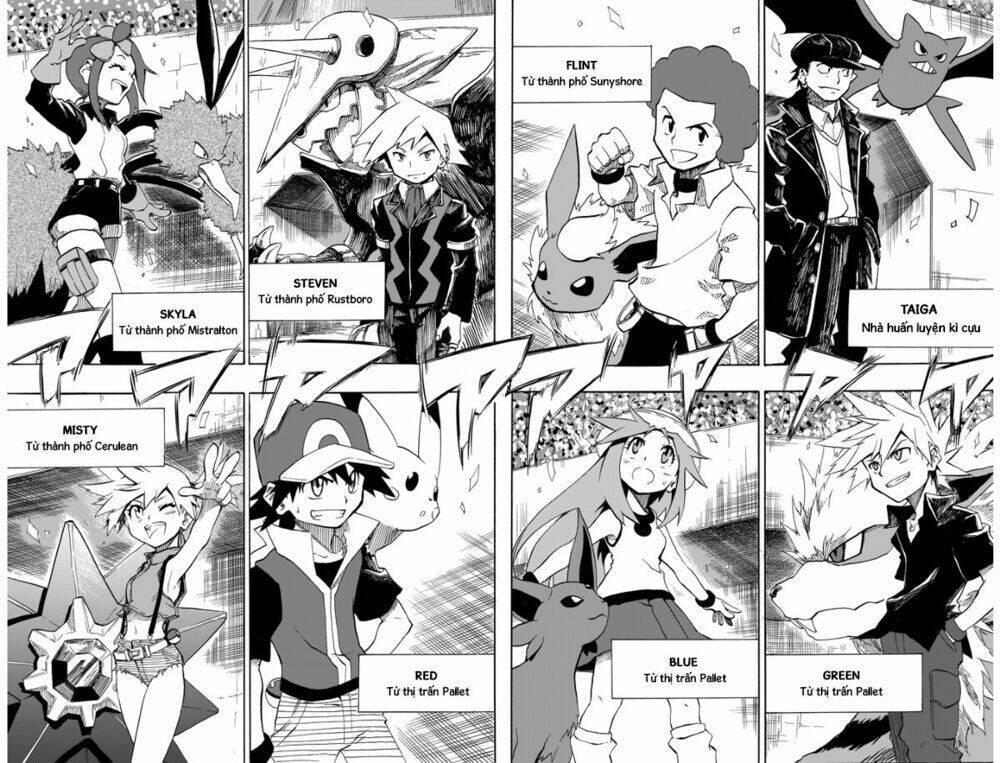 FLINT
Từ thành phố Sunyshore
STEVEN
Từ thành phố Rustboro
SKYLA
Từ thành phố Mistralton
TAIGA
Nhà huấn luyện kì cựu
MISTY
Từ thành phố Cerulean
RED
Từ thị trấn Pallet
BLUE
Từ thị trấn Pallet
GREEN
Từ thị trấn Pallet